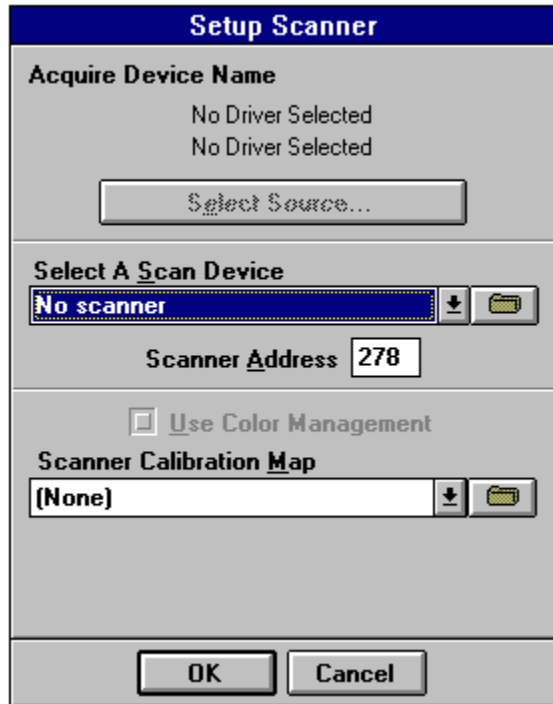 Setup Scanner
Acquire Device Name
No Driver Selected
No Driver Selected
Select Source...
Select A Scan Device
No scanner
Scanner Address 278
Use Color Management
Scanner Calibration Map
(None)
OK Cancel